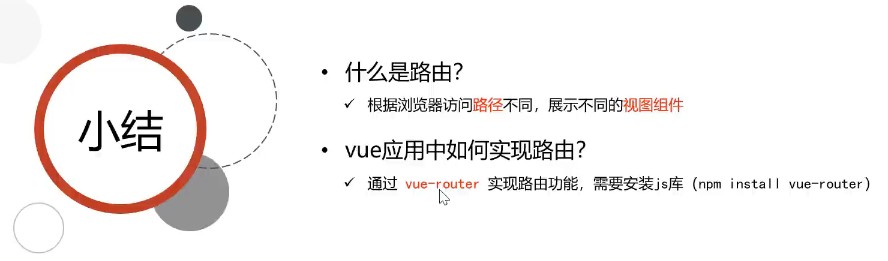 小结
什么是路由？
根据浏览器访问路径不同，展示不同的视图组件
vue应用中如何实现路由？
通过 vue-router 实现路由功能，需要安装js库（npm install vue-router）